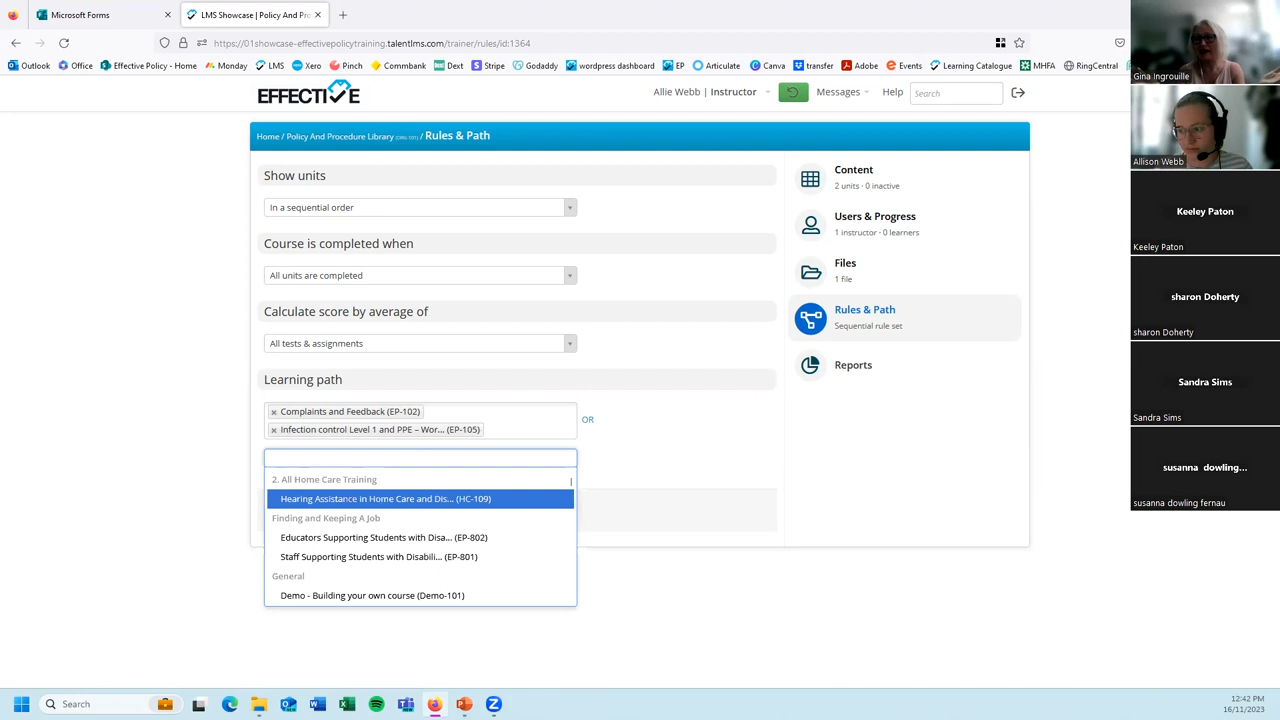 Microsoft Forms
LMS Showcase | Policy And Pro
https://01showcase-effectivepolicytraining.talentlms.com/trainer/rules/id:1364
Outlook
Office
Effective Policy - Home
Monday
LMS
Xero
Pinch
Commbank
Dext
Stripe
Godaddy
wordpress dashboard
EP
Articulate
Canva
transfer
Adobe
Events
Learning Catalogue
MHFA
RingCentral
EFFECTIVE
Allie Webb | Instructor
Messages
Help
Search
Home / Policy And Procedure Library (ORG-101) / Rules & Path
Show units
In a sequential order
Course is completed when
All units are completed
Calculate score by average of
All tests & assignments
Learning path
Complaints and Feedback (EP-102)
Infection control Level 1 and PPE – Wor... (EP-105)
OR
2. All Home Care Training
Hearing Assistance in Home Care and Dis... (HC-109)
Finding and Keeping A Job
Educators Supporting Students with Disa... (EP-802)
Staff Supporting Students with Disabili... (EP-801)
General
Demo - Building your own course (Demo-101)
Content
2 units · 0 inactive
Users & Progress
1 instructor · 0 learners
Files
1 file
Rules & Path
Sequential rule set
Reports
Gina Ingrouille
Allison Webb
Keeley Paton
Keeley Paton
sharon Doherty
sharon Doherty
Sandra Sims
Sandra Sims
susanna dowling...
susanna dowling fernau
Search
12:42 PM
16/11/2023